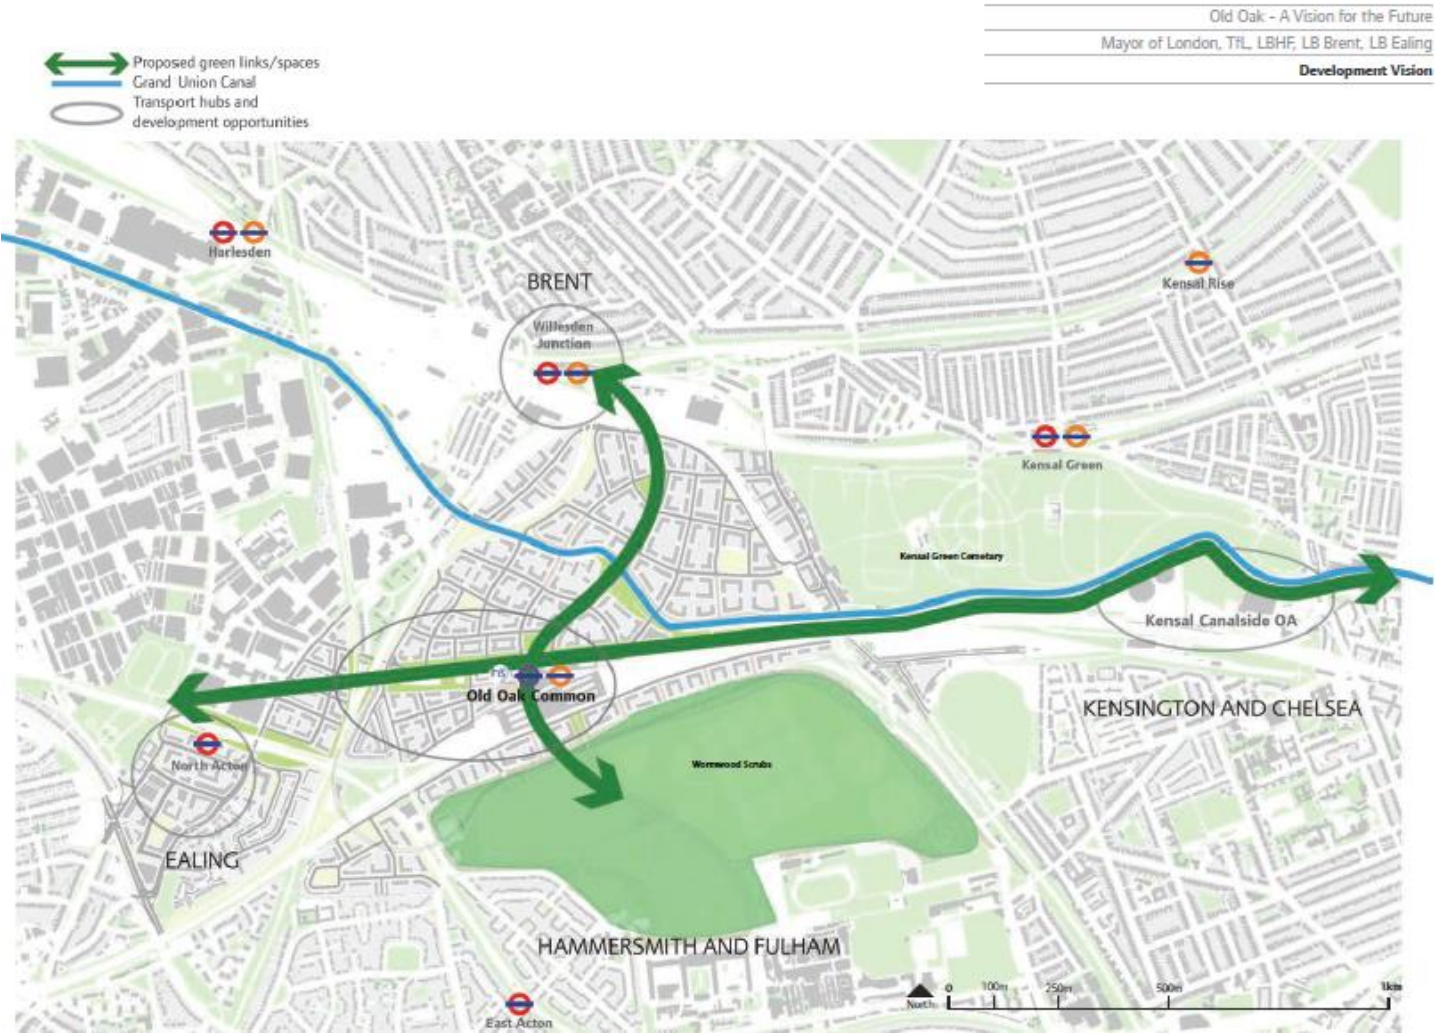 Old Oak - A Vision for the Future
Mayor of London, TfL, LBHF, LB Brent, LB Ealing
Development Vision
Proposed green links/spaces
Grand Union Canal
Transport hubs and
development opportunities
Harlesden
BRENT
Kensal Rise
Willesden
Junction
Kensal Green
Kensal Green Cemetary
Kensal Canalside OA
Old Oak Common
KENSINGTON AND CHELSEA
North Acton
Wormwood Scrubs
EALING
HAMMERSMITH AND FULHAM
North
0 100m 250m 500m 1km
East Acton